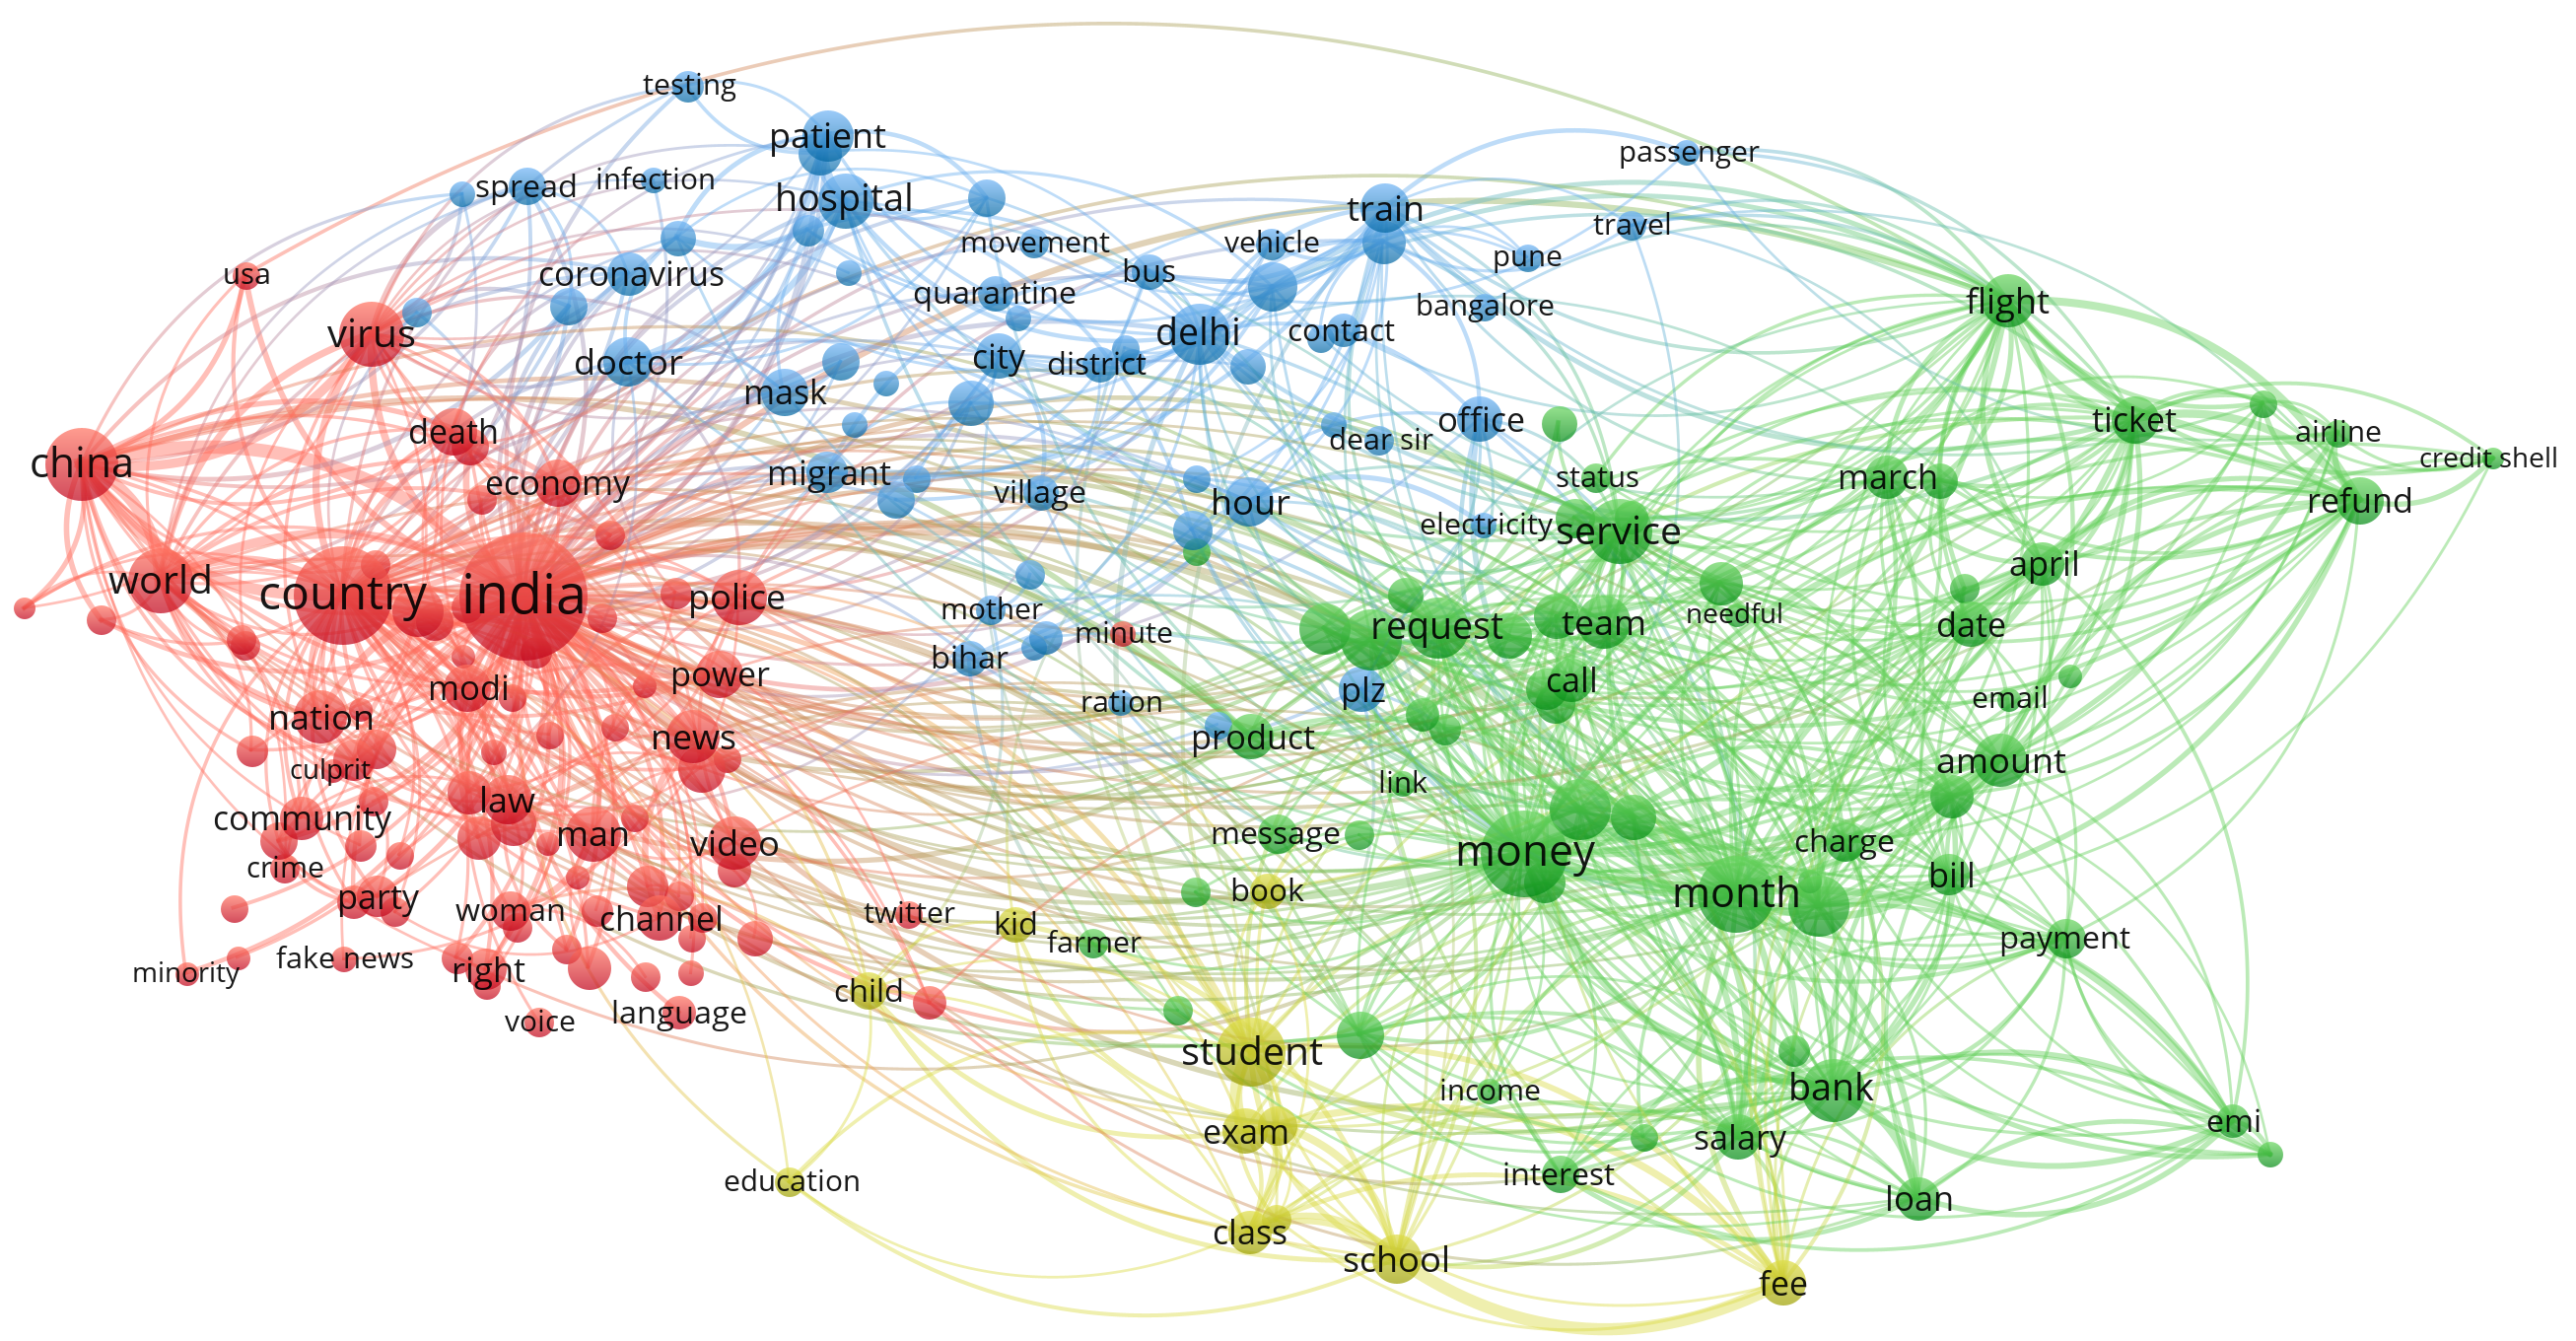 testing
patient
passenger
spread
infection
hospital
train
travel
movement
vehicle
pune
usa
coronavirus
bus
quarantine
bangalore
flight
virus
delhi
contact
doctor
city
district
mask
office
ticket
death
dear sir
airline
china
economy
migrant
status
march
credit shell
village
hour
refund
electricity
service
world
country
india
police
april
mother
minute
request
team
needful
date
bihar
modi
power
ration
plz
call
email
nation
news
product
culprit
link
amount
law
community
man
video
message
money
charge
crime
party
book
month
bill
woman
channel
twitter
kid
farmer
payment
minority
fake news
right
child
voice
language
student
income
bank
emi
exam
salary
education
interest
loan
class
school
fee